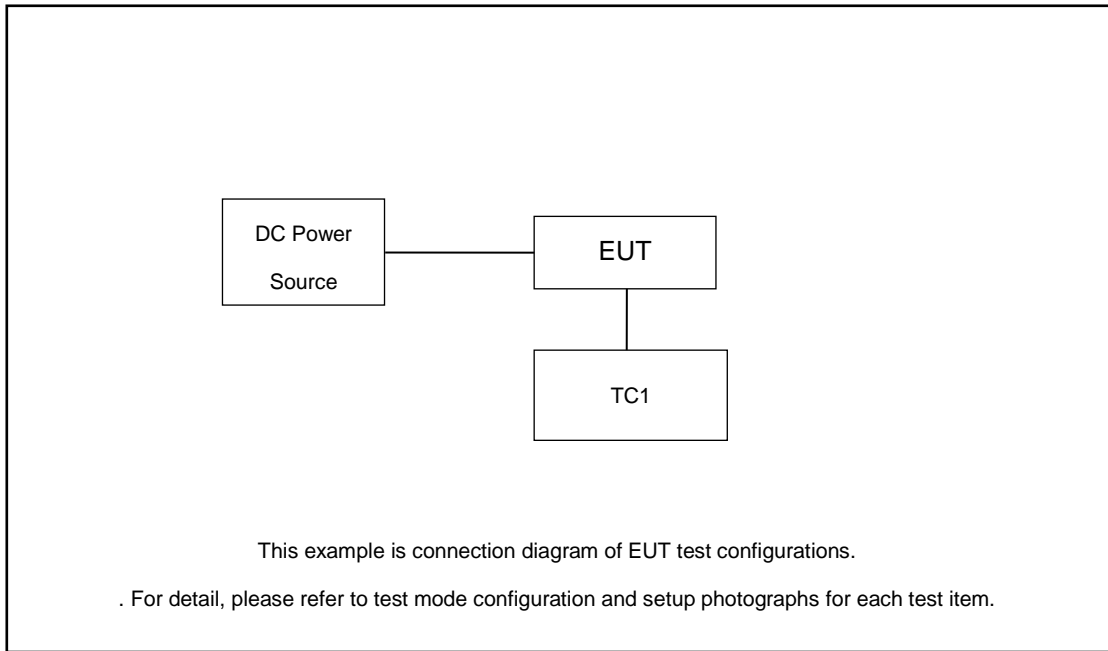 DC Power
Source
EUT
TC1
This example is connection diagram of EUT test configurations.
. For detail, please refer to test mode configuration and setup photographs for each test item.